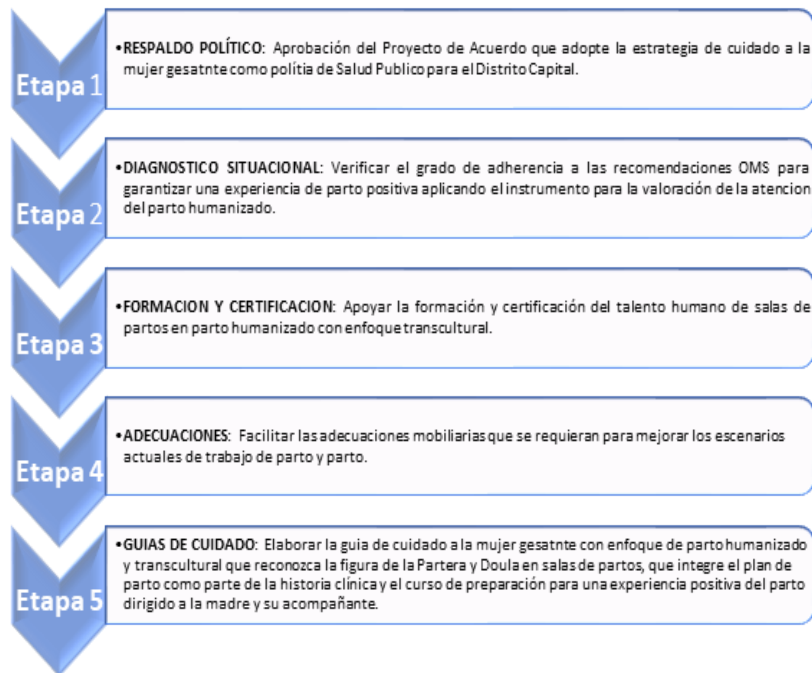 Etapa 1
•RESPALDO POLÍTICO: Aprobación del Proyecto de Acuerdo que adopte la estrategia de cuidado a la
mujer gesatnte como polítia de Salud Publico para el Distrito Capital.
Etapa 2
•DIAGNOSTICO SITUACIONAL: Verificar el grado de adherencia a las recomendaciones OMS para
garantizar una experiencia de parto positiva aplicando el instrumento para la valoración de la atencion
del parto humanizado.
Etapa 3
•FORMACION Y CERTIFICACION: Apoyar la formación y certificación del talento humano de salas de
partos en parto humanizado con enfoque transcultural.
Etapa 4
•ADECUACIONES: Facilitar las adecuaciones mobiliarias que se requieran para mejorar los escenarios
actuales de trabajo de parto y parto.
Etapa 5
•GUIAS DE CUIDADO: Elaborar la guia de cuidado a la mujer gesatnte con enfoque de parto humanizado
y transcultural que reconozca la figura de la Partera y Doula en salas de partos, que integre el plan de
parto como parte de la historia clínica y el curso de preparación para una experiencia positiva del parto
dirigido a la madre y su acompañante.